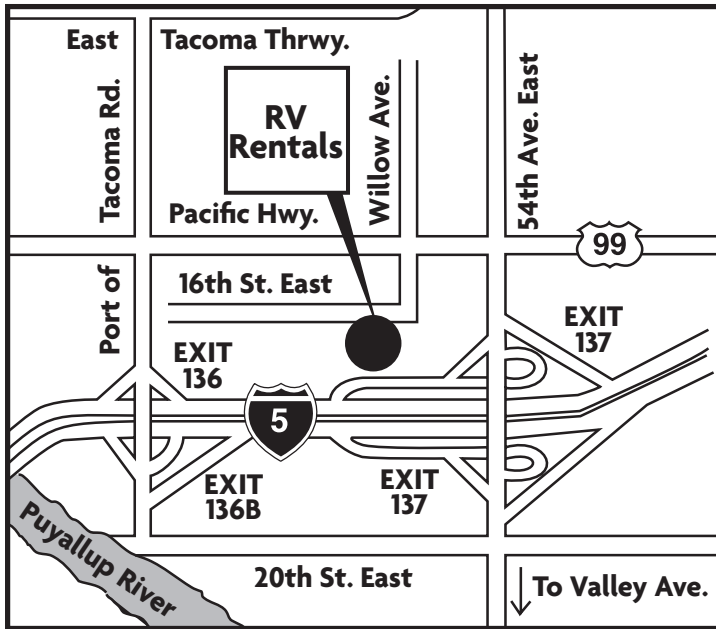 East Tacoma Thrwy.
RV
Rentals
Port of Tacoma Rd.
Willow Ave.
54th Ave. East
Pacific Hwy.
99
16th St. East
EXIT
136
EXIT
137
5
EXIT
136B
EXIT
137
Puyallup River
20th St. East
To Valley Ave.